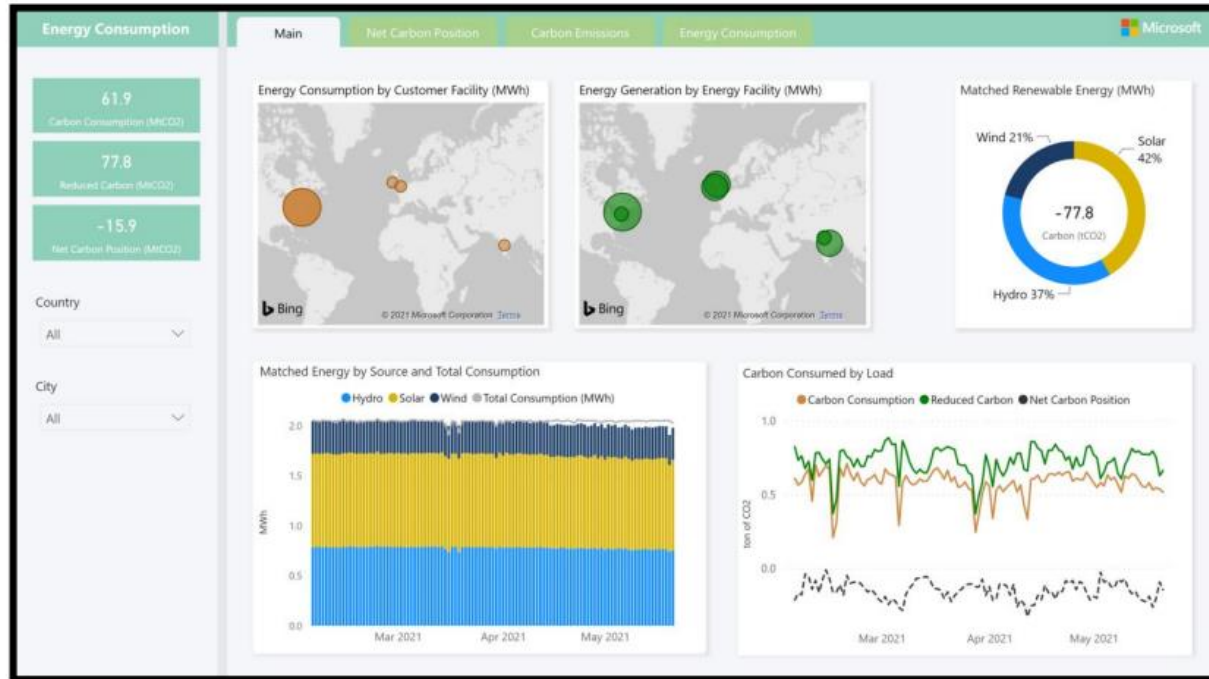 Energy Consumption
Main
Net Carbon Position
Carbon Emissions
Energy Consumption
Microsoft
61.9
Carbon Consumption (MtCO2)
77.8
Reduced Carbon (MtCO2)
-15.9
Net Carbon Position (MtCO2)
Country
All
City
All
Energy Consumption by Customer Facility (MWh)
Bing
© 2021 Microsoft Corporation Terms
Energy Generation by Energy Facility (MWh)
Bing
© 2021 Microsoft Corporation Terms
Matched Renewable Energy (MWh)
Wind 21%
Solar
42%
-77.8
Carbon (tCO2)
Hydro 37%
Matched Energy by Source and Total Consumption
Hydro Solar Wind Total Consumption (MWh)
2.0
1.5
1.0
0.5
0.0
MWh
Mar 2021 Apr 2021 May 2021
Carbon Consumed by Load
Carbon Consumption Reduced Carbon Net Carbon Position
1.0
0.5
0.0
ton of CO2
Mar 2021 Apr 2021 May 2021